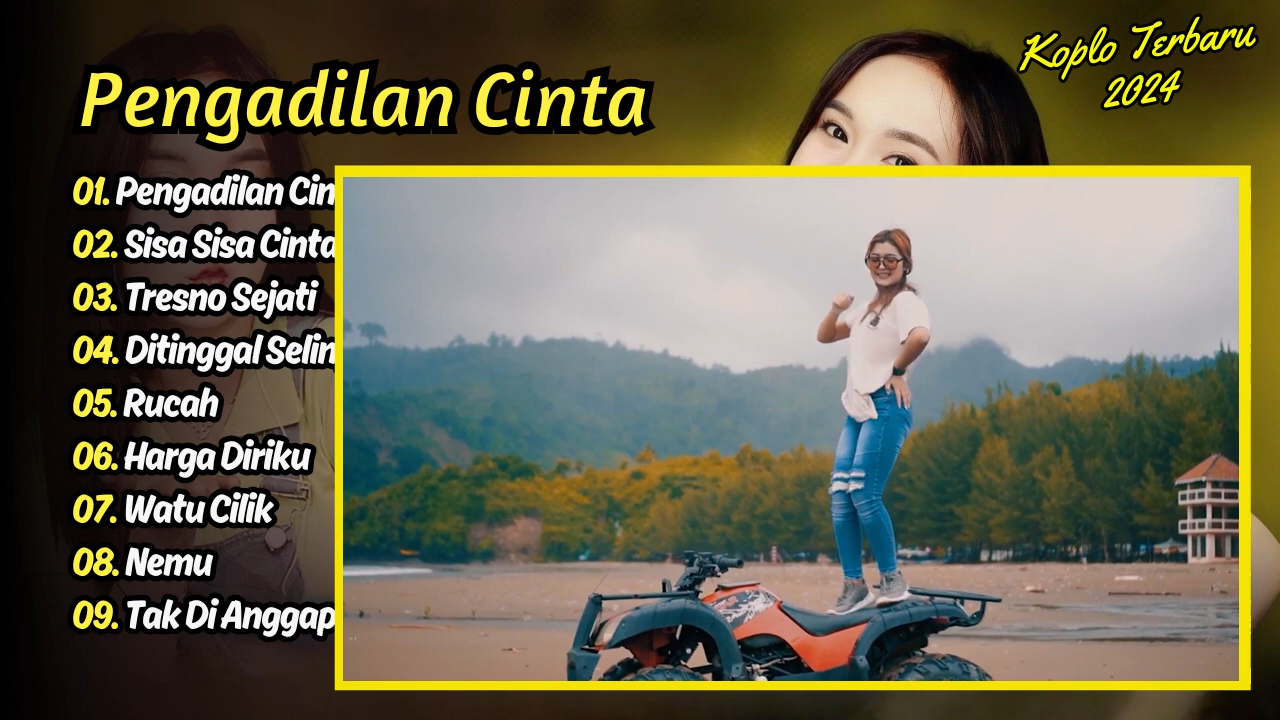 Koplo Terbaru
2024
Pengadilan Cinta
01. Pengadilan Cin
02. Sisa Sisa Cinta
03. Tresno Sejati
04. Ditinggal Selin
05. Rucah
06. Harga Diriku
07. Watu Cilik
08. Nemu
09. Tak Di Anggap